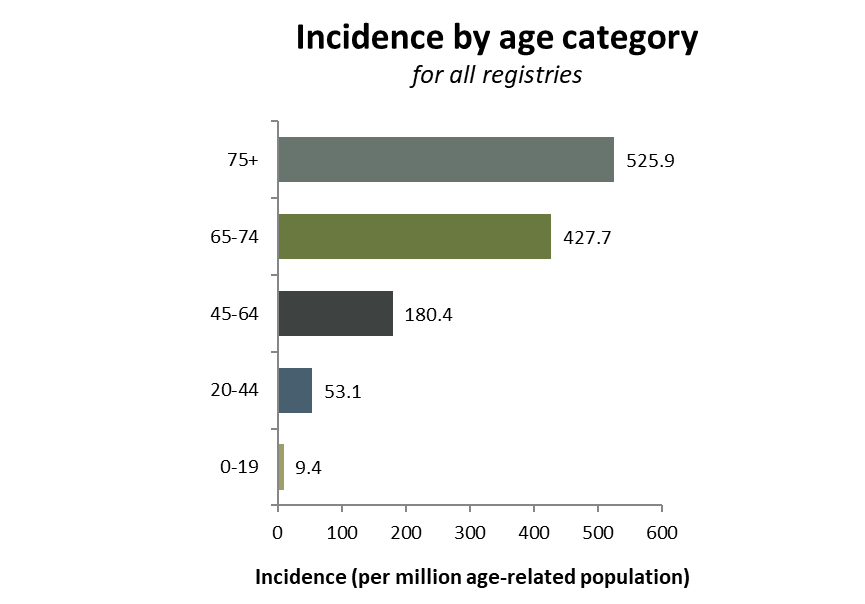 Incidence by age category
for all registries
75+ 525.9
65-74 427.7
45-64 180.4
20-44 53.1
0-19 9.4
0 100 200 300 400 500 600
Incidence (per million age-related population)